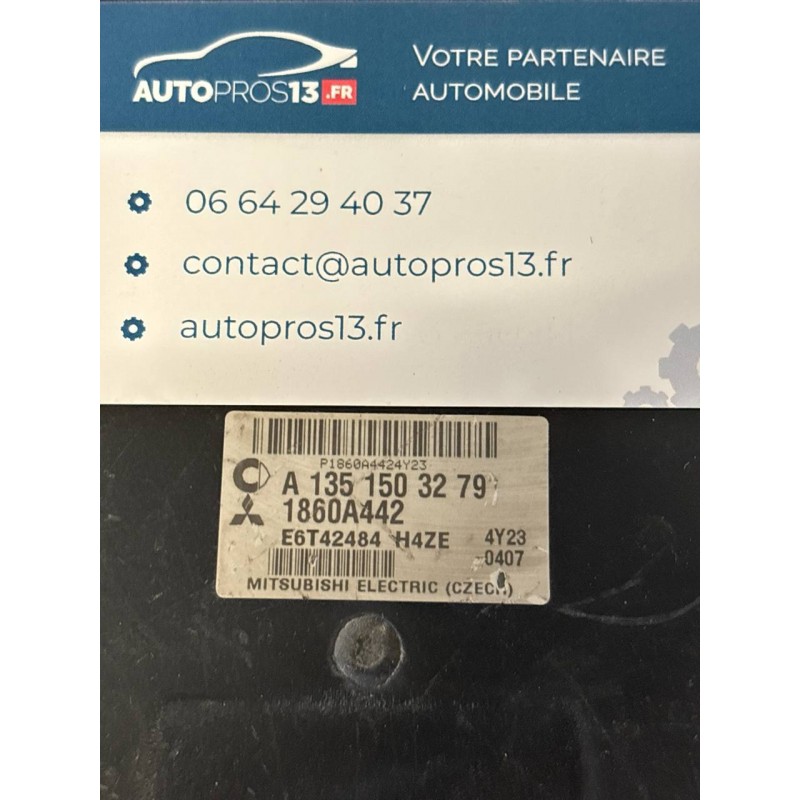 AUTOPROS13.FR
VOTRE PARTENAIRE
AUTOMOBILE
06 64 29 40 37
contact@autopros13.fr
autopros13.fr
P1860A4424Y23
A 135 150 32 79
1860A442
E6T42484 H4ZE 4Y23
0407
MITSUBISHI ELECTRIC (CZECH)